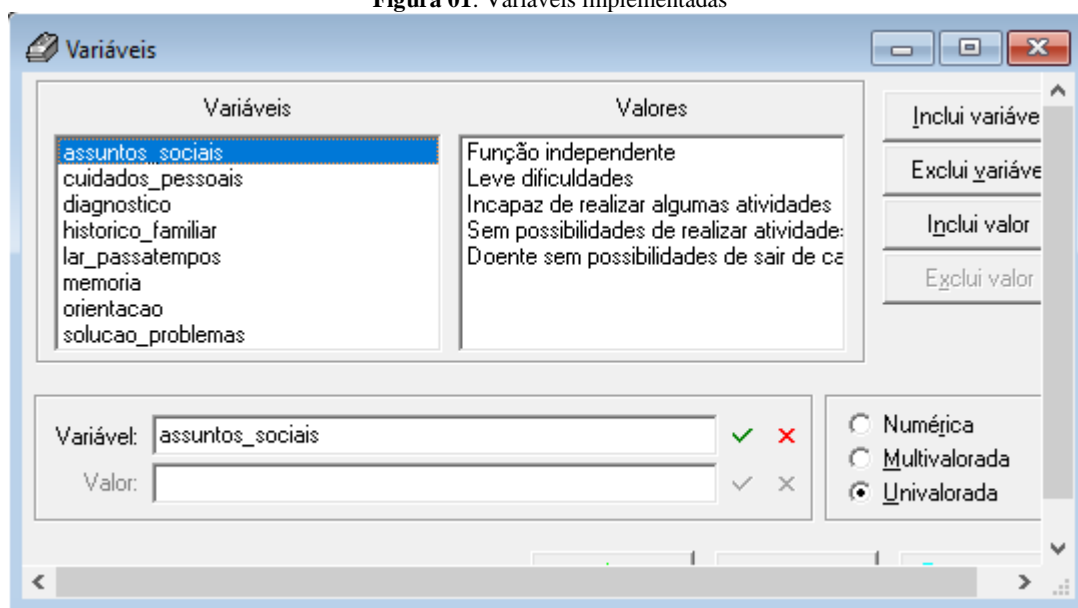 Figura 01: Variáveis implementadas
Variáveis
Variáveis
Valores
assuntos_sociais
cuidados_pessoais
diagnostico
historico_familiar
lar_passatempos
memoria
orientacao
solucao_problemas
Função independente
Leve dificuldades
Incapaz de realizar algumas atividades
Sem possibilidades de realizar atividade
Doente sem possibilidades de sair de ca
Inclui variáve
Exclui variáve
Inclui valor
Exclui valor
Variável: assuntos_sociais
Valor:
Numérica
Multivalorada
Univalorada